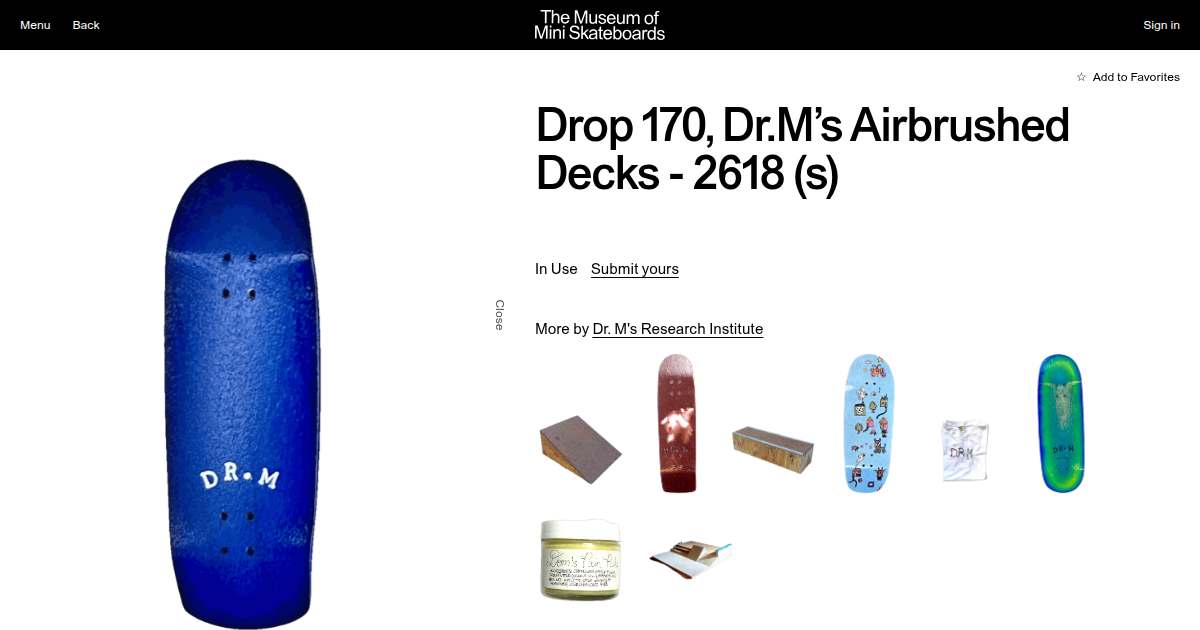 Menu
Back
The Museum of
Mini Skateboards
Sign in
☆ Add to Favorites
Drop 170, Dr.M’s Airbrushed
Decks - 2618 (s)
In Use
Submit yours
Close
More by Dr. M's Research Institute
DR.M
DR.M